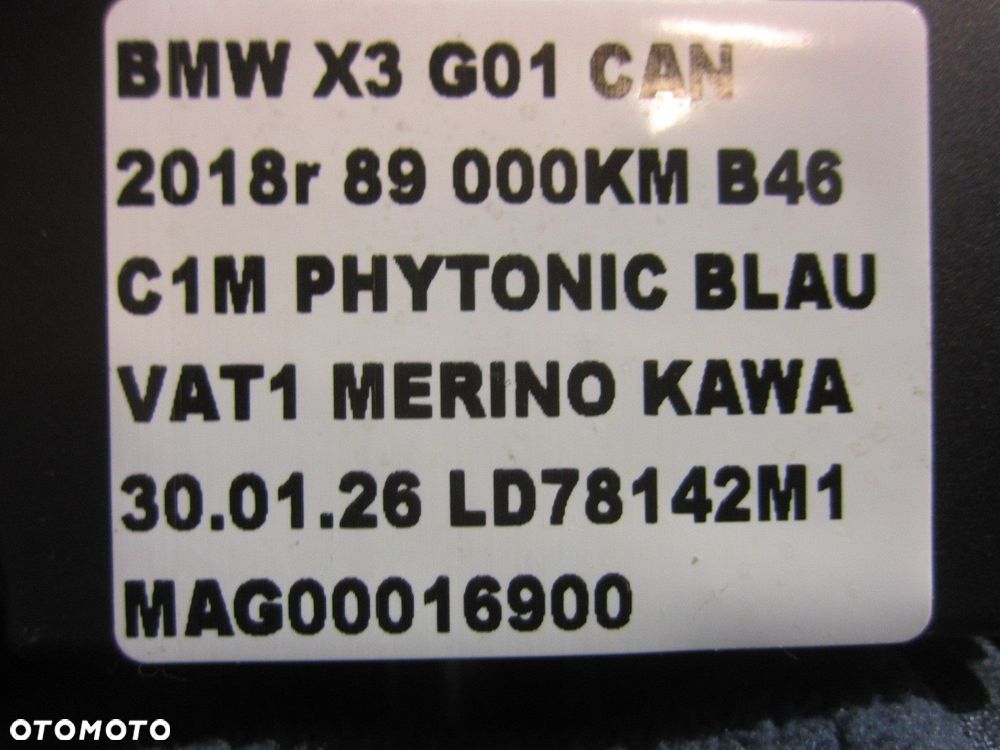 BMW X3 G01 CAN
2018r 89 000KM B46
C1M PHYTONIC BLAU
VAT1 MERINO KAWA
30.01.26 LD78142M1
MAG00016900
OTOMOTO